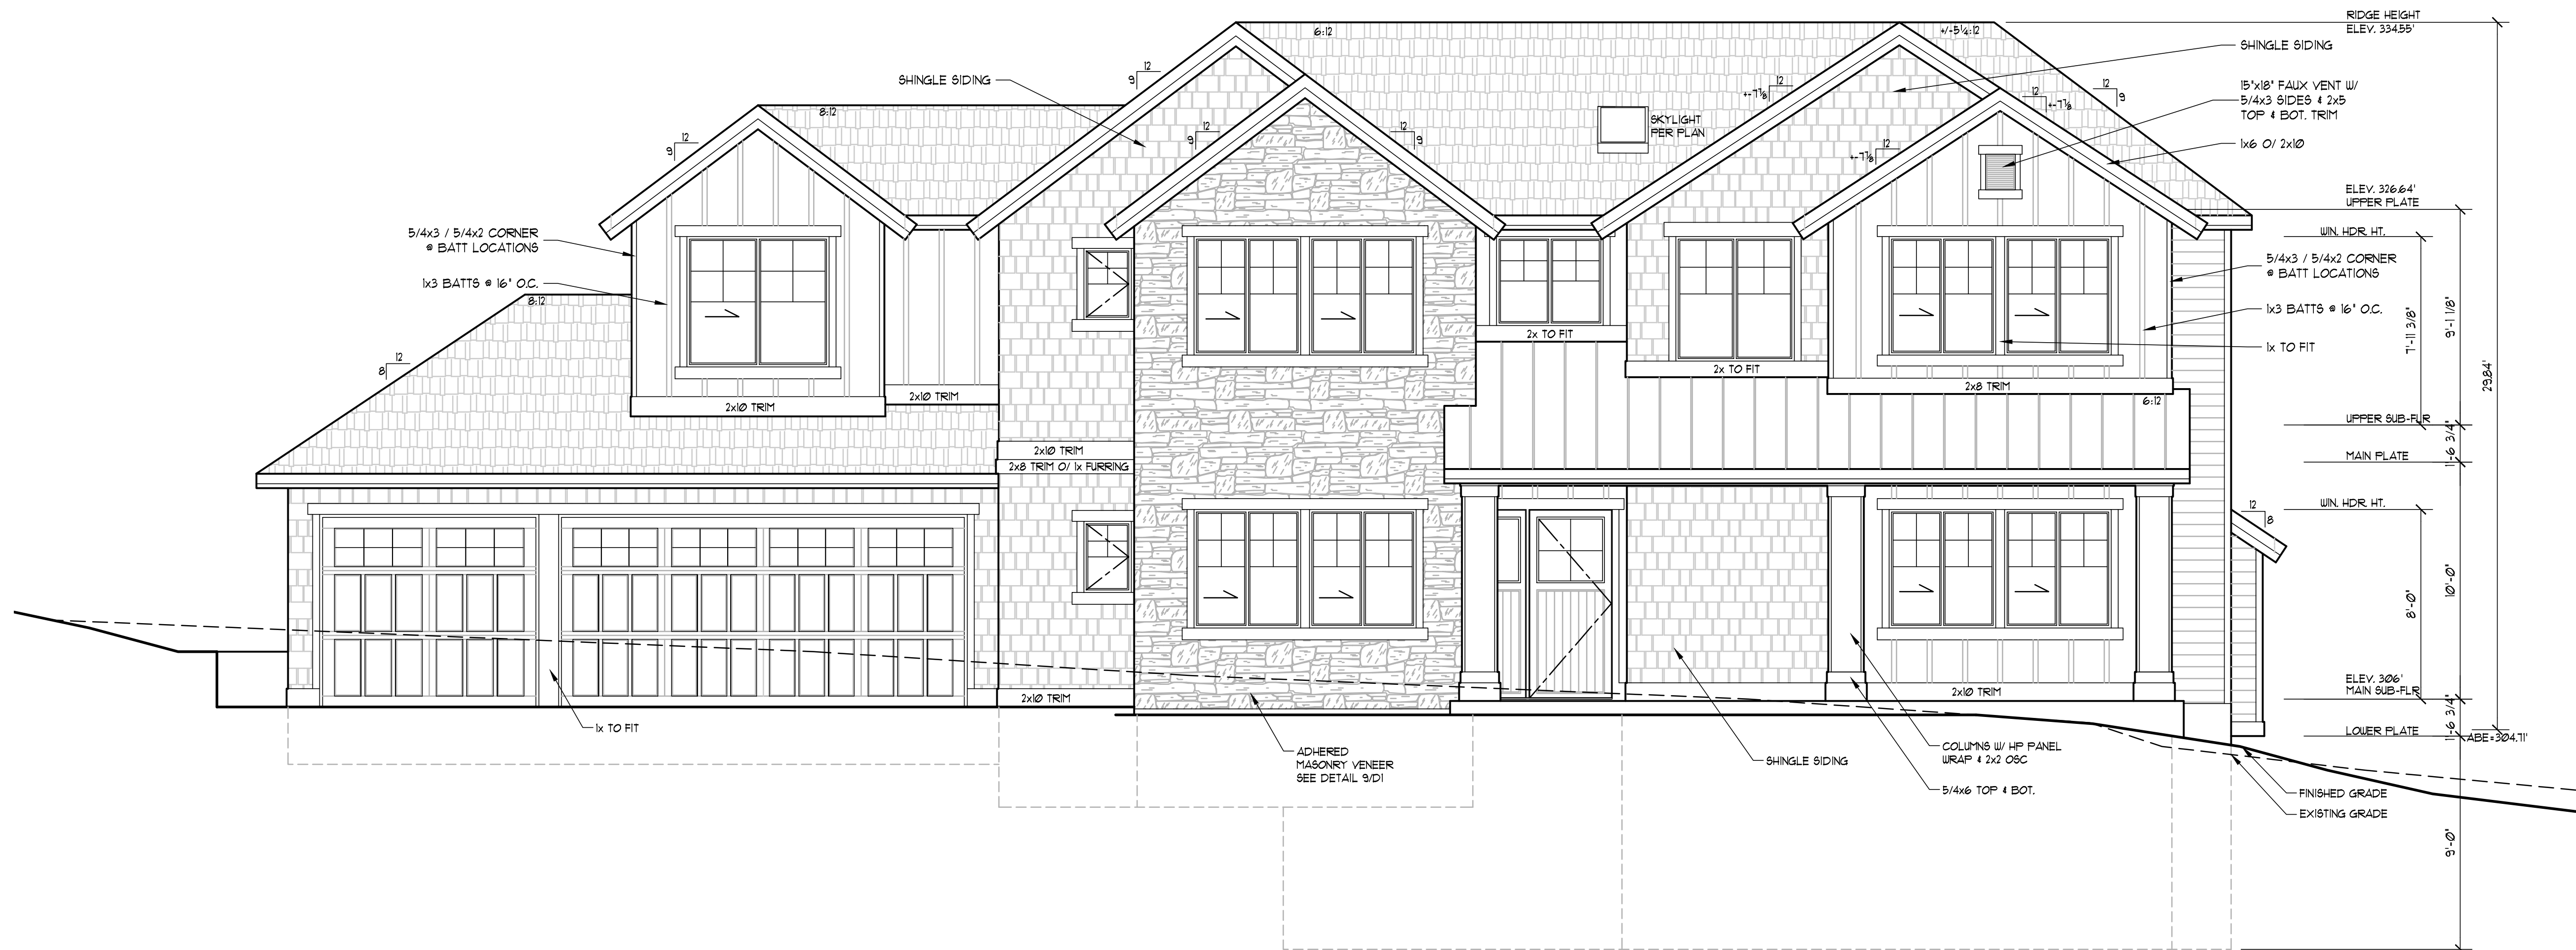 RIDGE HEIGHT
ELEV. 334.55'
6:12
+/-5¼:12
SHINGLE SIDING
12
9
SHINGLE SIDING
12
+-7⅞
12
9
15"x18" FAUX VENT W/
5/4x3 SIDES & 2x5
TOP & BOT. TRIM
12
+-7⅞
8:12
SKYLIGHT
PER PLAN
12
9
12
9
12
9
12
+-7⅞
1x6 O/ 2x10
ELEV. 326.64'
UPPER PLATE
5/4x3 / 5/4x2 CORNER
@ BATT LOCATIONS
WIN. HDR. HT.
5/4x3 / 5/4x2 CORNER
@ BATT LOCATIONS
1x3 BATTS @ 16" O.C.
8:12
1x3 BATTS @ 16" O.C.
7'-11 3/8"
9'-1 1/8"
2x TO FIT
1x TO FIT
12
8
2x TO FIT
29.84'
2x8 TRIM
2x10 TRIM
2x10 TRIM
6:12
UPPER SUB-FLR
2x10 TRIM
1'-6 3/4"
MAIN PLATE
2x8 TRIM O/ 1x FURRING
WIN. HDR. HT.
12
8
8'-0"
10'-0"
ELEV. 306'
MAIN SUB-FLR
2x10 TRIM
2x10 TRIM
1'-6 3/4"
1x TO FIT
LOWER PLATE
ABE=304.71'
ADHERED
MASONRY VENEER
SEE DETAIL 9/D1
SHINGLE SIDING
COLUMNS W/ HP PANEL
WRAP & 2x2 OSC
5/4x6 TOP & BOT.
FINISHED GRADE
EXISTING GRADE
9'-0"